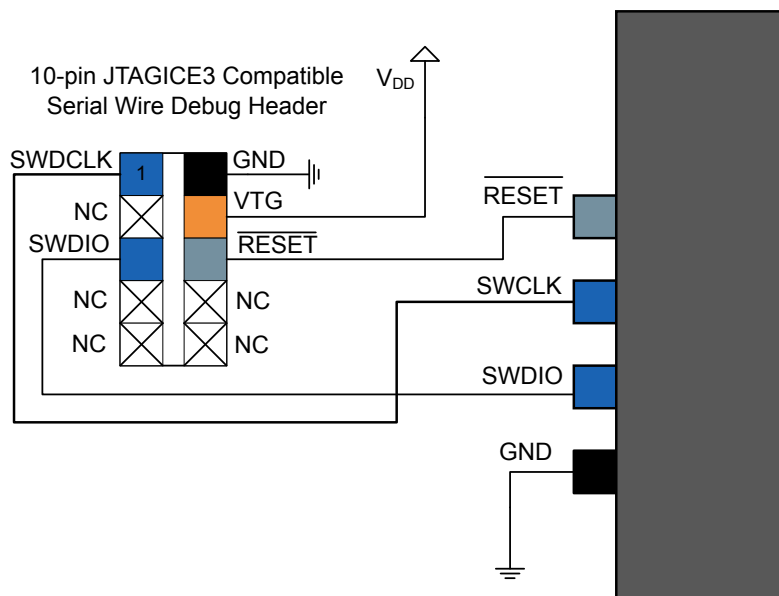 10-pin JTAGICE3 Compatible
Serial Wire Debug Header
VDD
SWDCLK
1
GND
NC
VTG
SWDIO
RESET
NC
NC
NC
NC
RESET
SWCLK
SWDIO
GND